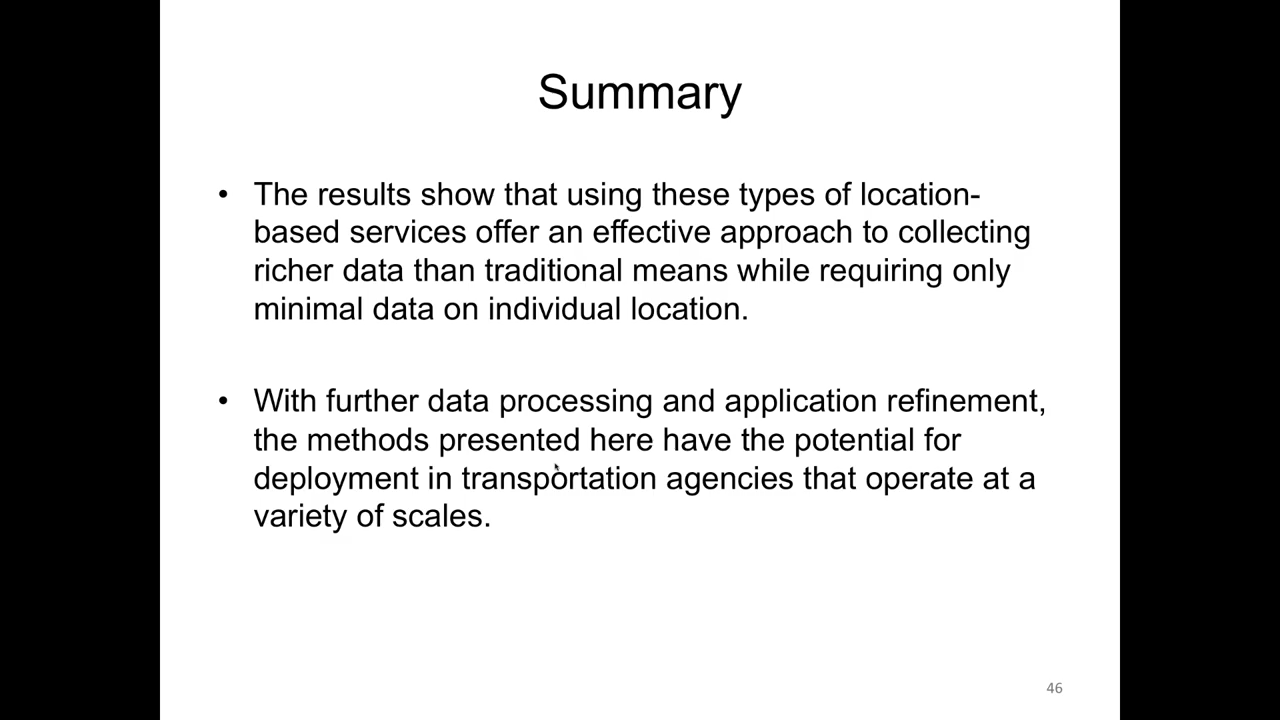 Summary
• The results show that using these types of location-
based services offer an effective approach to collecting
richer data than traditional means while requiring only
minimal data on individual location.
• With further data processing and application refinement,
the methods presented here have the potential for
deployment in transportation agencies that operate at a
variety of scales.
46